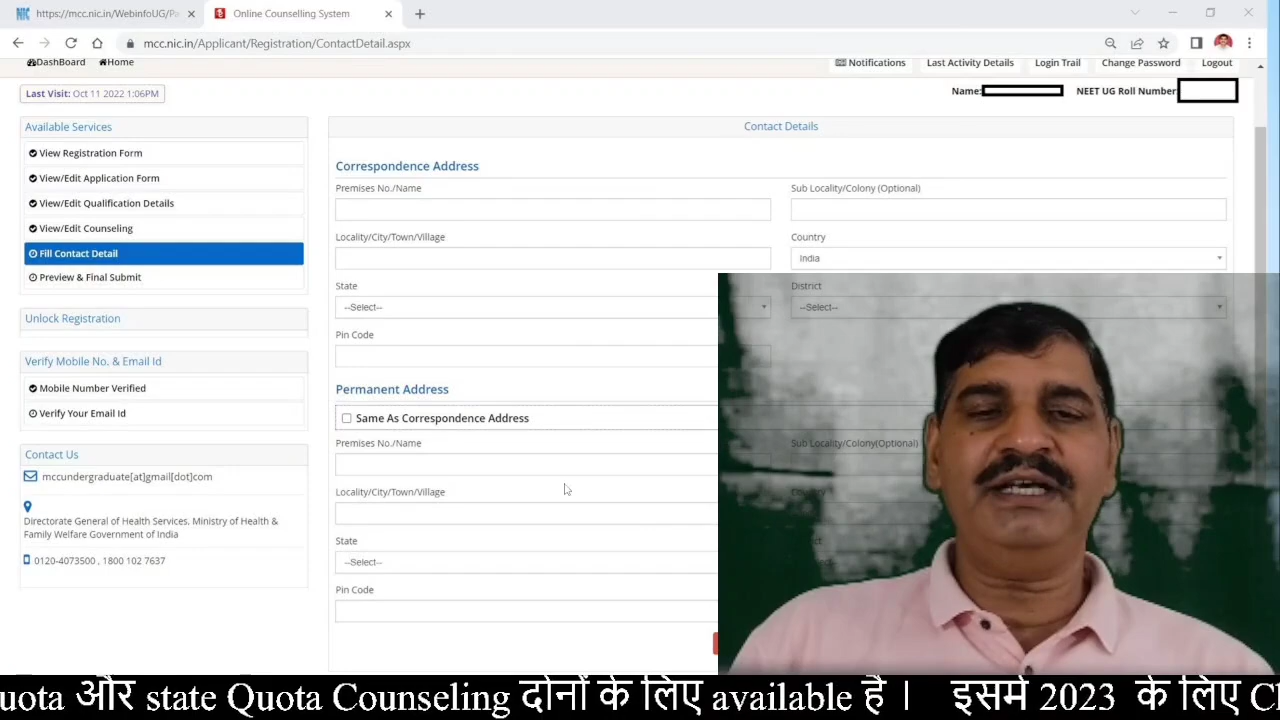 https://mcc.nic.in/WebinfoUG/Pa
Online Counselling System
mcc.nic.in/Applicant/Registration/ContactDetail.aspx
DashBoard Home
Notifications Last Activity Details Login Trail Change Password Logout
Last Visit: Oct 11 2022 1:06PM
Name: NEET UG Roll Number:
Available Services
View Registration Form
View/Edit Application Form
View/Edit Qualification Details
View/Edit Counseling
Fill Contact Detail
Preview & Final Submit
Unlock Registration
Verify Mobile No. & Email Id
Mobile Number Verified
Verify Your Email Id
Contact Us
mccundergraduate[at]gmail[dot]com
Directorate General of Health Services. Ministry of Health &
Family Welfare Government of India
0120-4073500 , 1800 102 7637
Contact Details
Correspondence Address
Premises No./Name Sub Locality/Colony (Optional)
Locality/City/Town/Village Country
India
State District
--Select-- --Select--
Pin Code
Permanent Address
Same As Correspondence Address
Premises No./Name Sub Locality/Colony(Optional)
Locality/City/Town/Village
State
--Select--
Pin Code
uota और state Quota Counseling दोनों के लिए available है । इसमें 2023 के लिए C